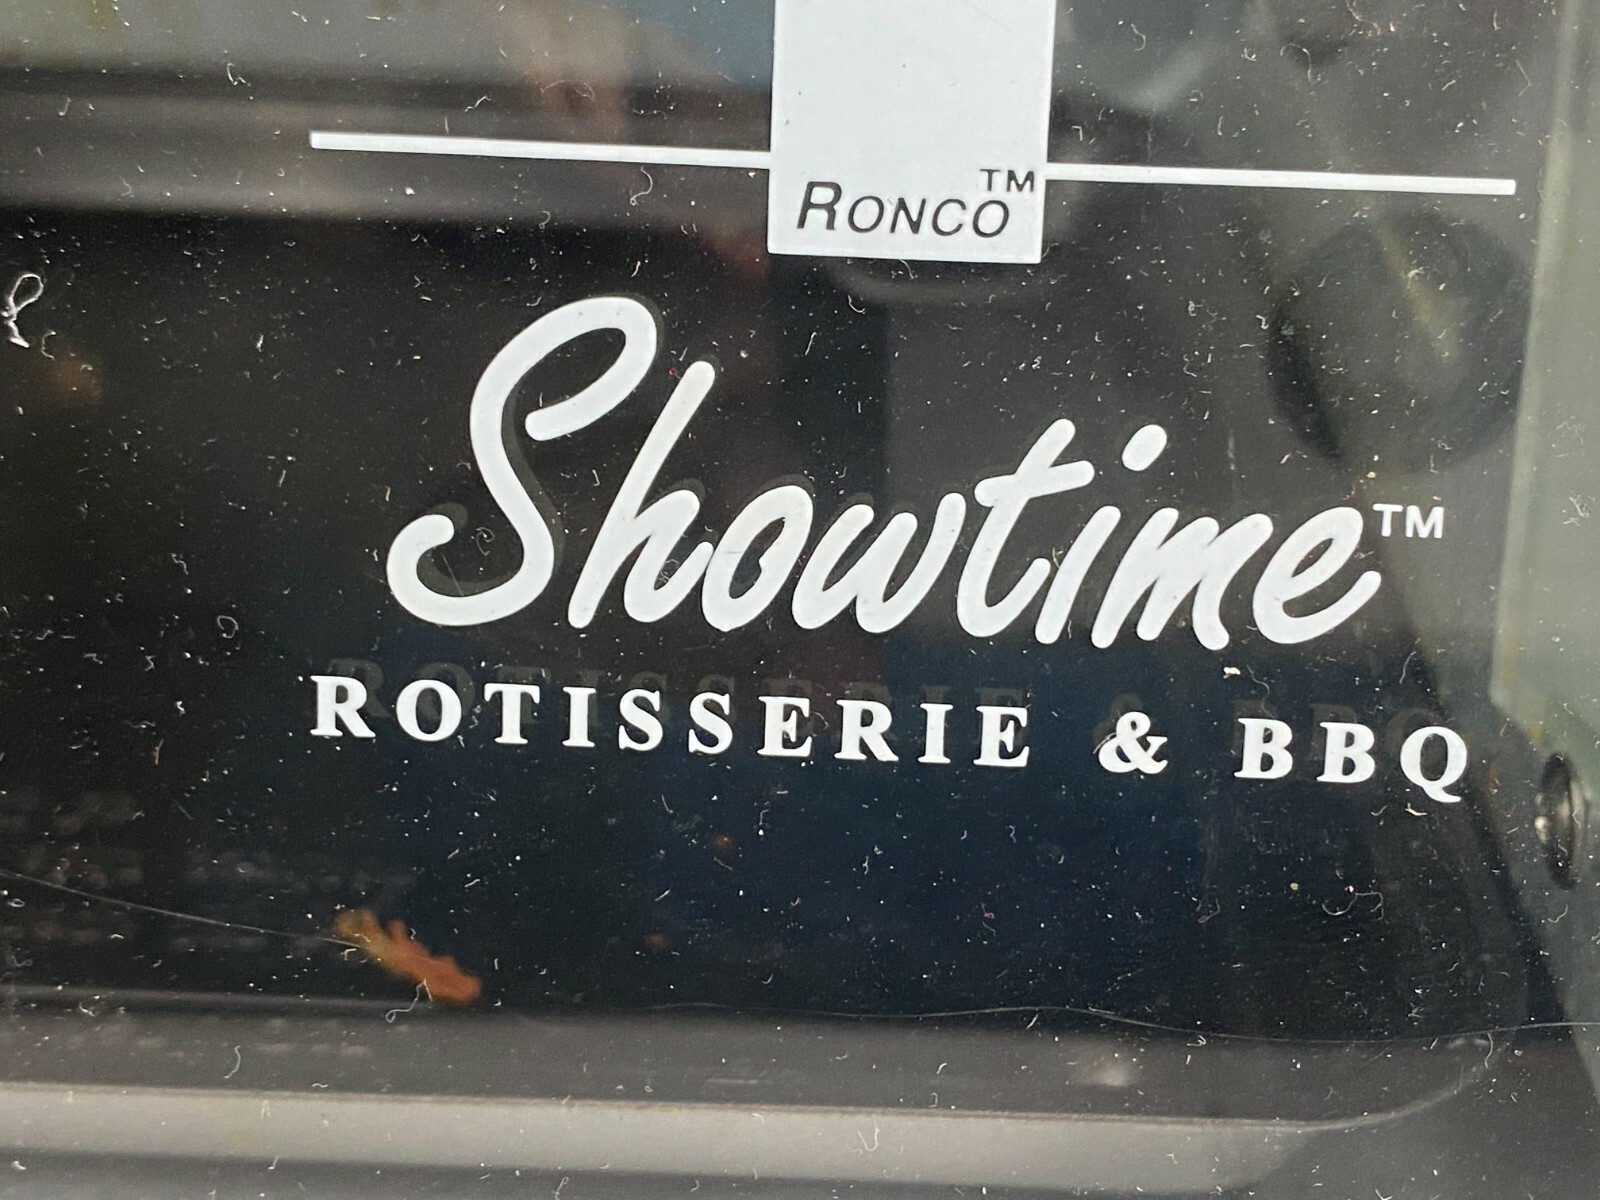 RONCO™
Showtime™
ROTISSERIE & BBQ